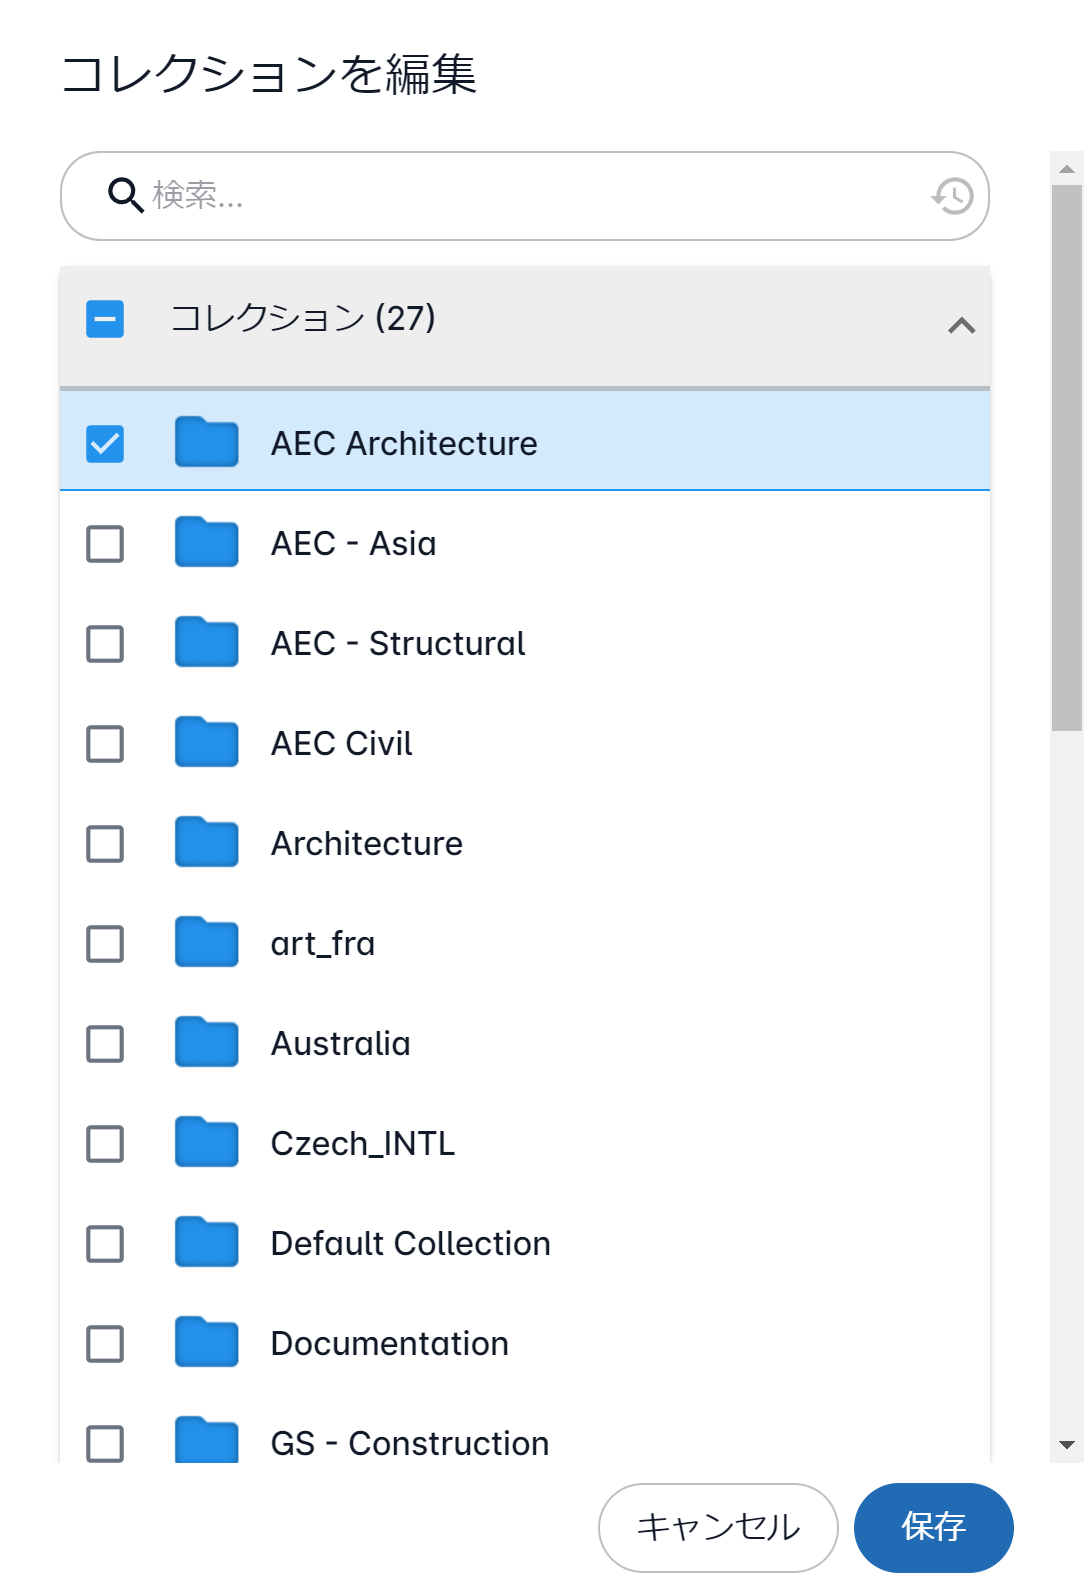 コレクションを編集
検索...
コレクション (27)
AEC Architecture
AEC - Asia
AEC - Structural
AEC Civil
Architecture
art_fra
Australia
Czech_INTL
Default Collection
Documentation
GS - Construction
キャンセル
保存